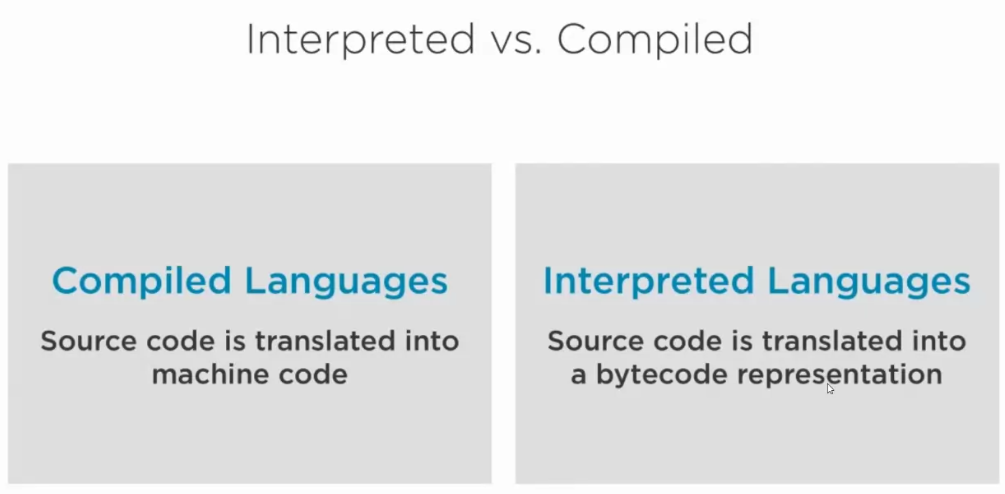 Interpreted vs. Compiled
Compiled Languages
Source code is translated into
machine code
Interpreted Languages
Source code is translated into
a bytecode representation